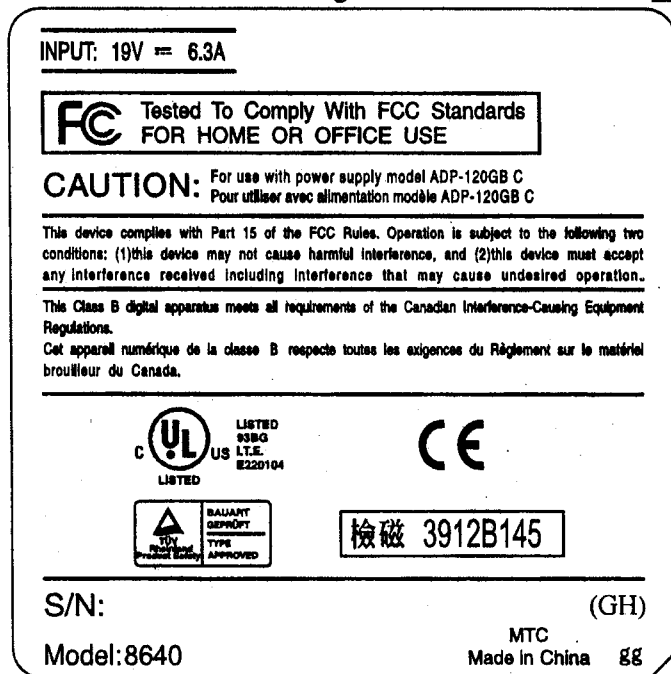 INPUT: 19V ⎓ 6.3A
FC Tested To Comply With FCC Standards
FOR HOME OR OFFICE USE
CAUTION: For use with power supply model ADP-120GB C
Pour utiliser avec alimentation modèle ADP-120GB C
This device complies with Part 15 of the FCC Rules. Operation is subject to the following two
conditions: (1)this device may not cause harmful interference, and (2)this device must accept
any interference received including interference that may cause undesired operation..
This Class B digital apparatus meets all requirements of the Canadian Interference-Causing Equipment
Regulations.
Cet appareil numérique de la classe B respecte toutes les exigences du Règlement sur le matériel
brouilleur du Canada.
C UL US LISTED
93BG
I.T.E.
E220104
LISTED
CE
TÜV
Rheinland
Product Safety
BAUART
GEPRÜFT
TYPE
APPROVED
檢磁 3912B145
S/N: (GH)
Model:8640
MTC
Made in China gg